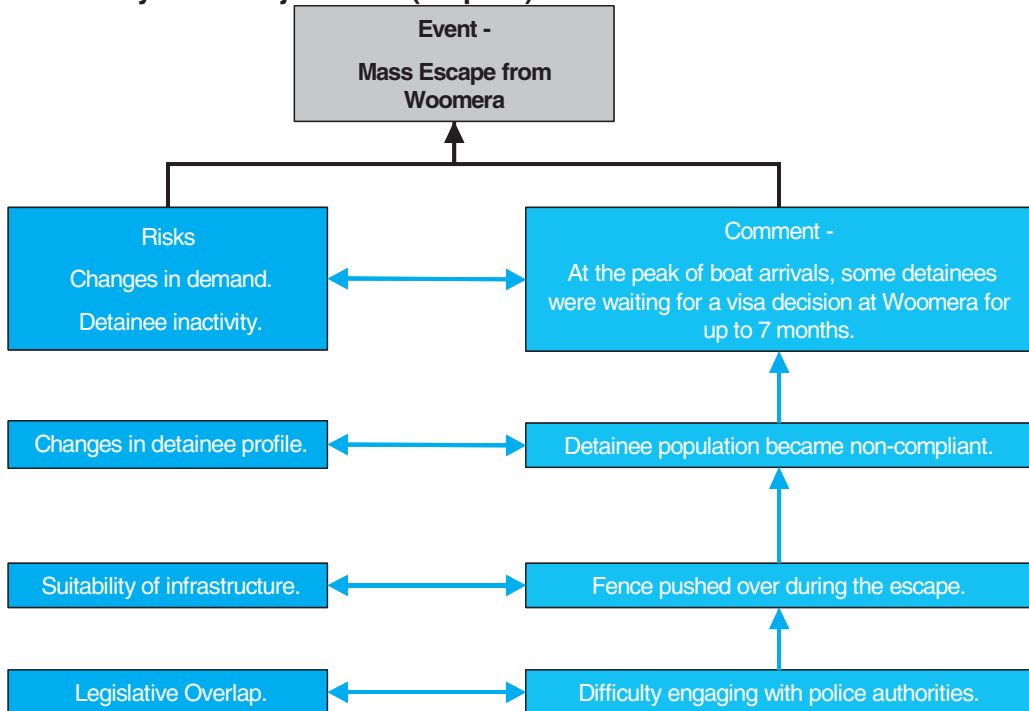 Event -
Mass Escape from
Woomera
Risks
Changes in demand.
Detainee inactivity.
Comment -
At the peak of boat arrivals, some detainees
were waiting for a visa decision at Woomera for
up to 7 months.
Changes in detainee profile.
Detainee population became non-compliant.
Suitability of infrastructure.
Fence pushed over during the escape.
Legislative Overlap.
Difficulty engaging with police authorities.